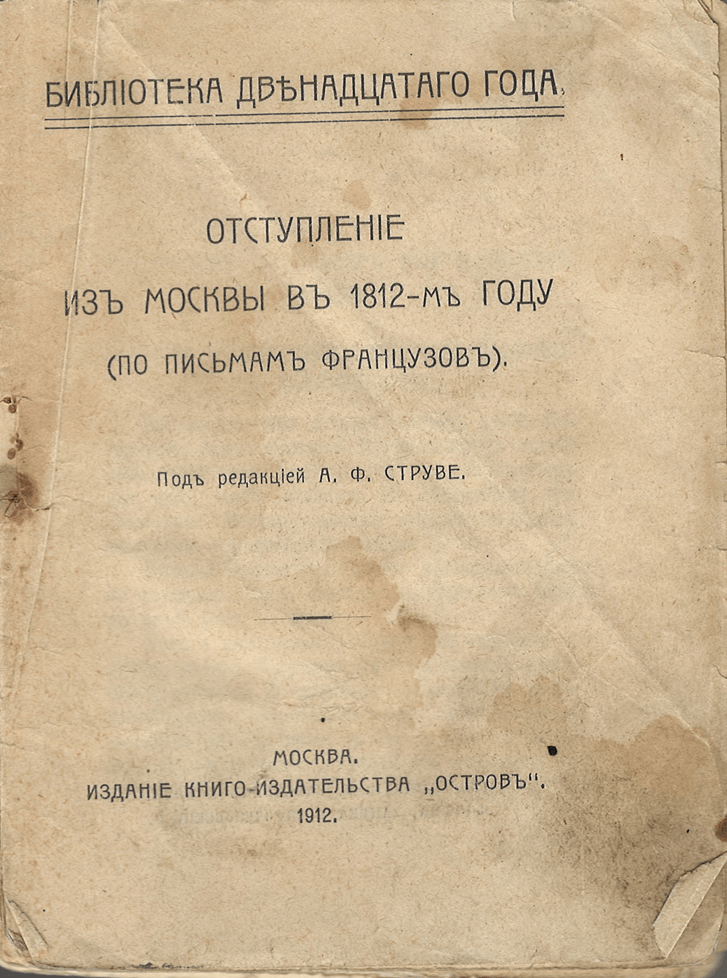 БИБЛІОТЕКА ДВѢНАДЦАТАГО ГОДА.
ОТСТУПЛЕНІЕ
ИЗЪ МОСКВЫ ВЪ 1812-мъ ГОДУ
(ПО ПИСЬМАМЪ ФРАНЦУЗОВЪ).
Подъ редакціей А. Ф. СТРУВЕ.
МОСКВА.
ИЗДАНІЕ КНИГО-ИЗДАТЕЛЬСТВА „ОСТРОВЪ“.
1912.